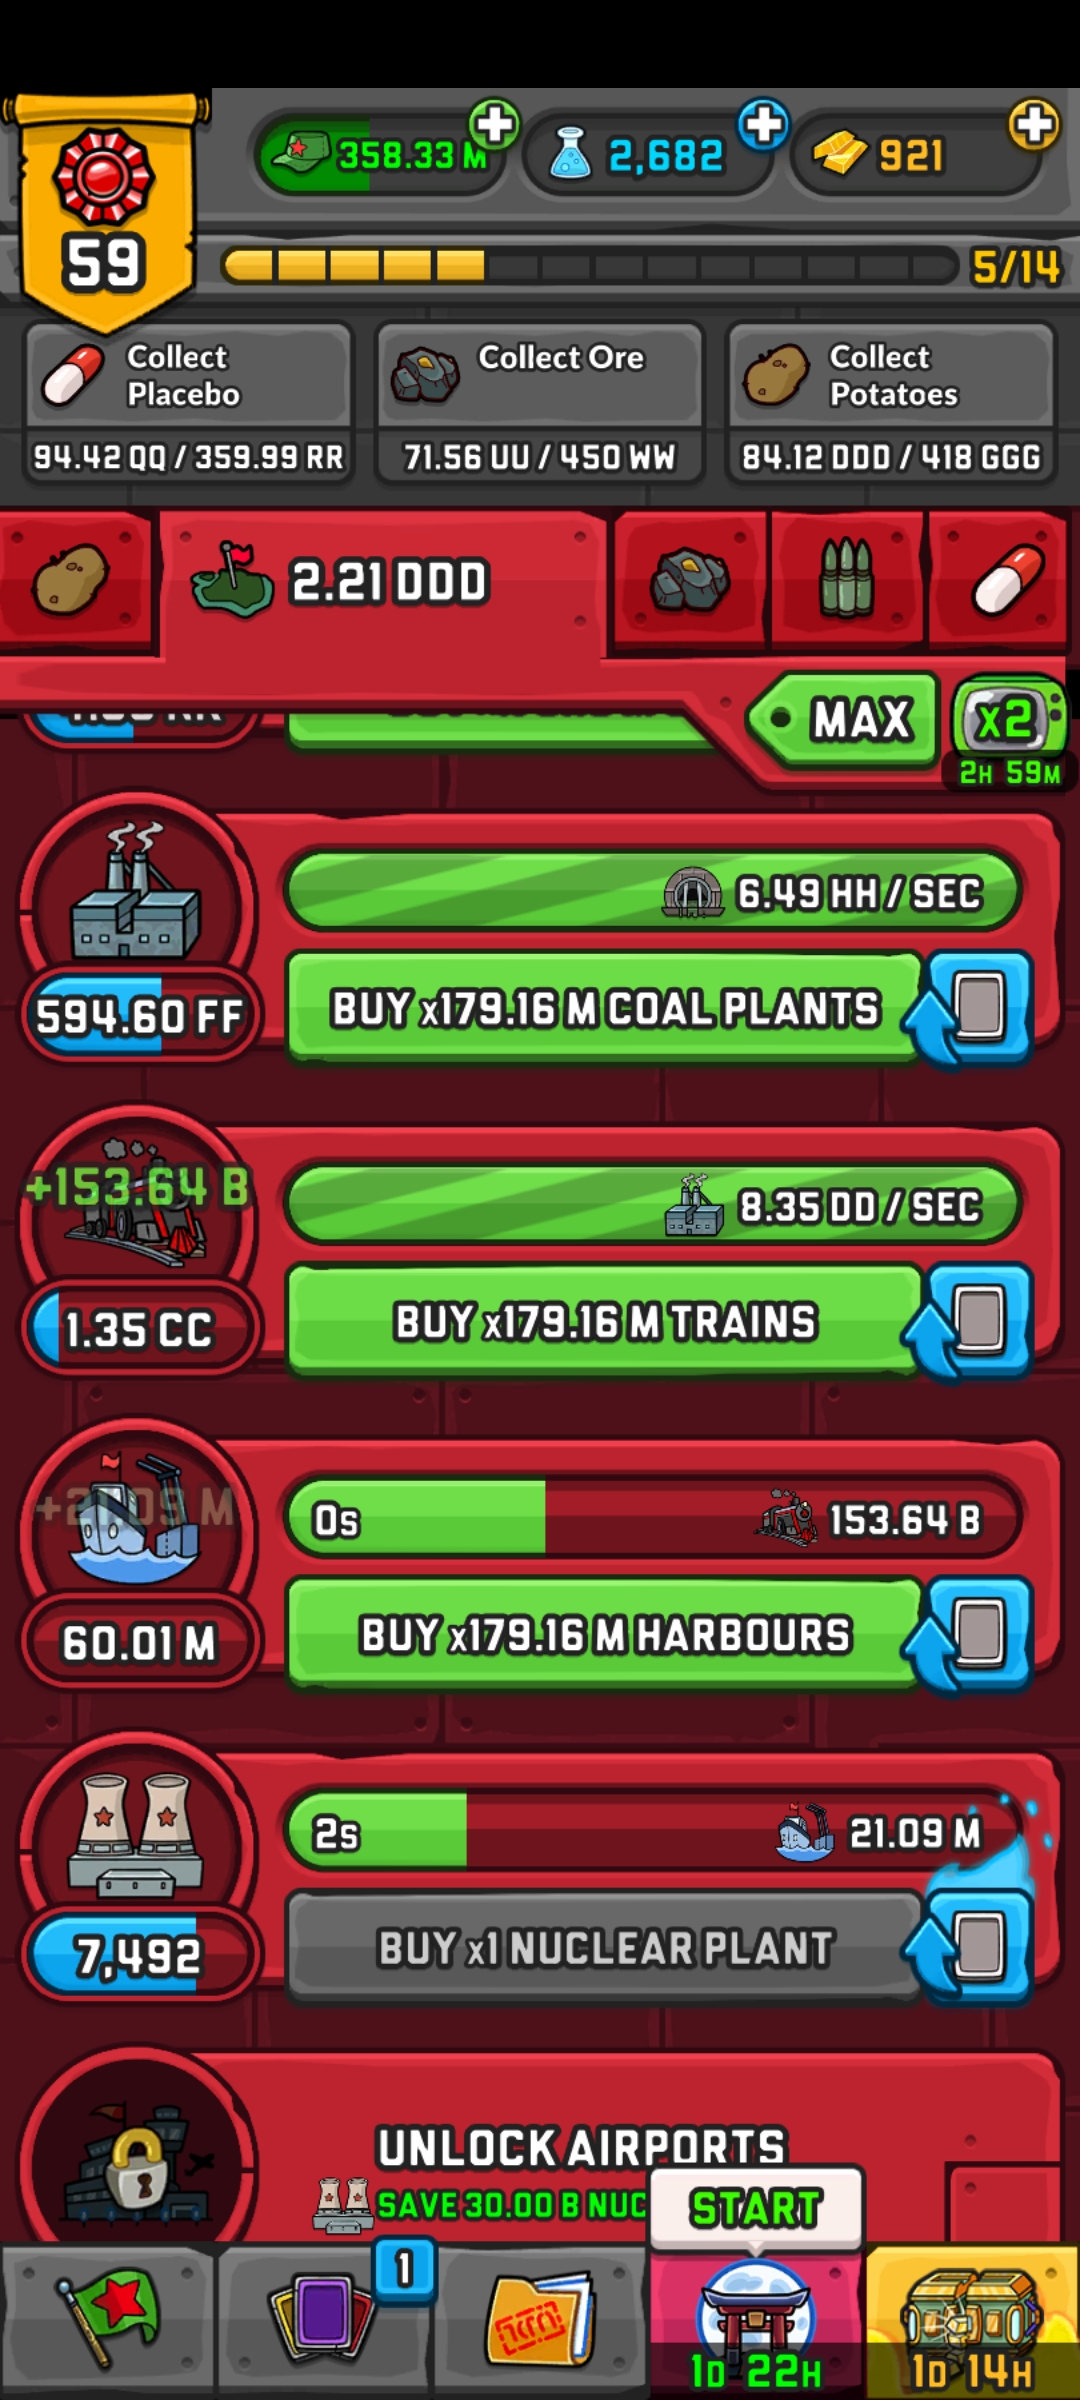 358.33 M
2,682
921
59
5/14
Collect
Placebo
94.42 QQ / 359.99 RR
Collect Ore
71.56 UU / 450 WW
Collect
Potatoes
84.12 DDD / 418 GGG
2.21 DDD
MAX
x2
2H 59M
6.49 HH / SEC
594.60 FF
BUY x179.16 M COAL PLANTS
+153.64 B
8.35 DD / SEC
1.35 CC
BUY x179.16 M TRAINS
+21.09 M
0s
153.64 B
60.01 M
BUY x179.16 M HARBOURS
2s
21.09 M
7,492
BUY x1 NUCLEAR PLANT
UNLOCK AIRPORTS
SAVE 30.00 B NUC
START
1
1D 22H
1D 14H